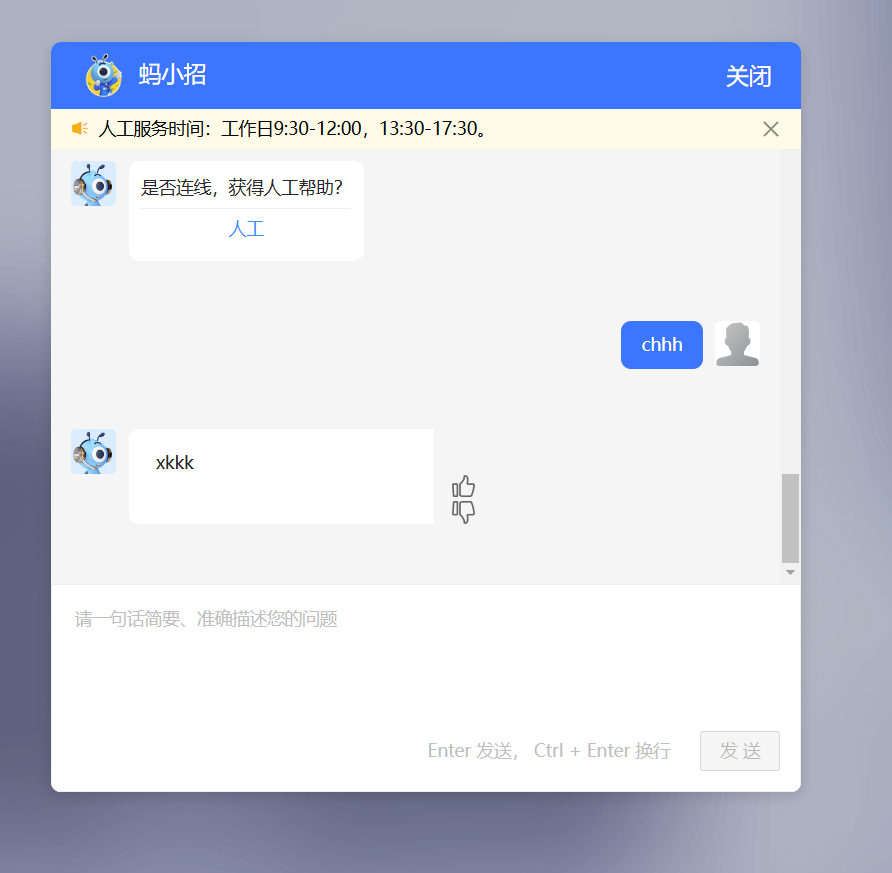 蚂小招
关闭
人工服务时间：工作日9:30-12:00，13:30-17:30。
是否连线，获得人工帮助？
人工
chhh
xkkk
请一句话简要、准确描述您的问题
Enter 发送， Ctrl + Enter 换行
发 送